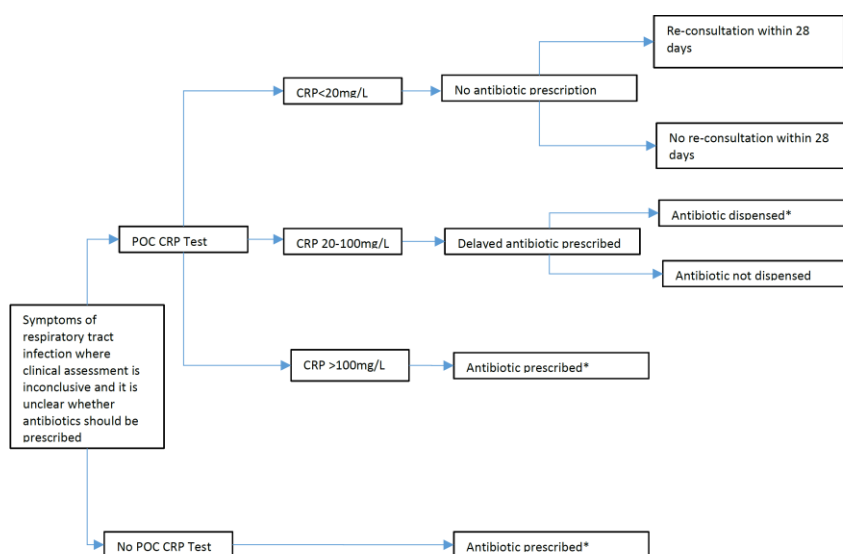 Re-consultation within 28
days
CRP<20mg/L
No antibiotic prescription
No re-consultation within 28
days
Antibiotic dispensed*
POC CRP Test
CRP 20-100mg/L
Delayed antibiotic prescribed
Antibiotic not dispensed
Symptoms of
respiratory tract
infection where
clinical assessment is
inconclusive and it is
unclear whether
antibiotics should be
prescribed
CRP >100mg/L
Antibiotic prescribed*
No POC CRP Test
Antibiotic prescribed*